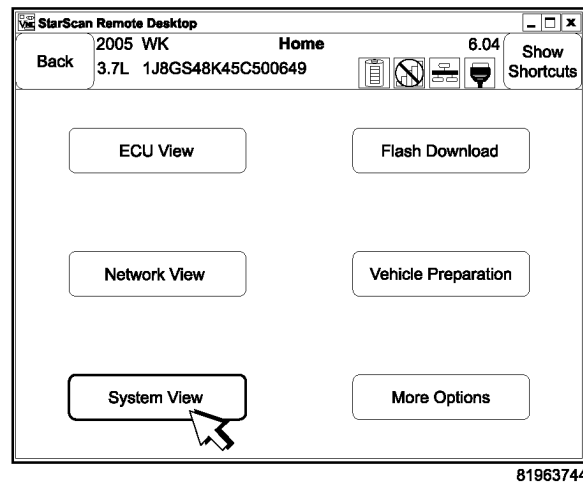 VNC StarScan Remote Desktop
Back
2005 WK Home 6.04
3.7L 1J8GS48K45C500649
Show
Shortcuts
ECU View
Flash Download
Network View
Vehicle Preparation
System View
More Options
81963744